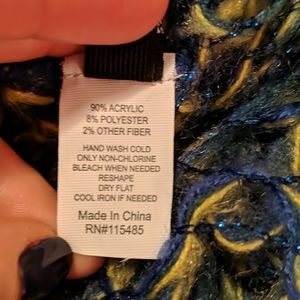 90% ACRYLIC
8% POLYESTER
2% OTHER FIBER
HAND WASH COLD
ONLY NON-CHLORINE
BLEACH WHEN NEEDED
RESHAPE
DRY FLAT
COOL IRON IF NEEDED
Made In China
RN#115485